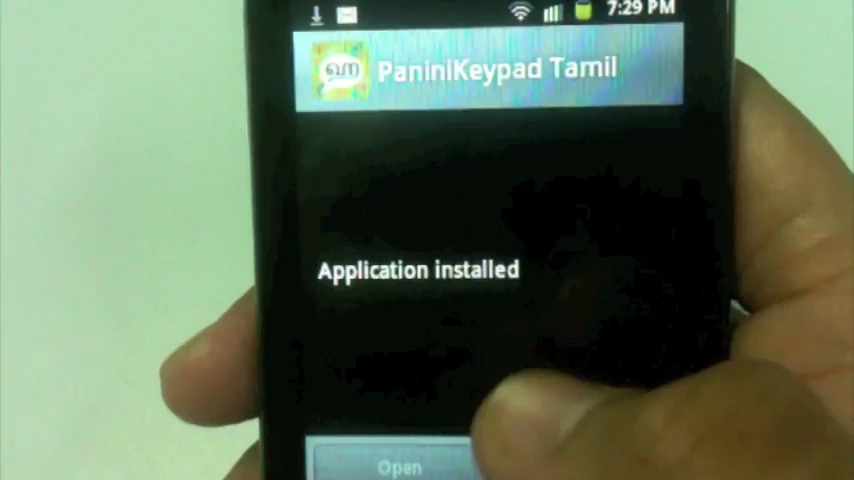 7:29 PM
ஹ
PaniniKeypad Tamil
Application installed
Open